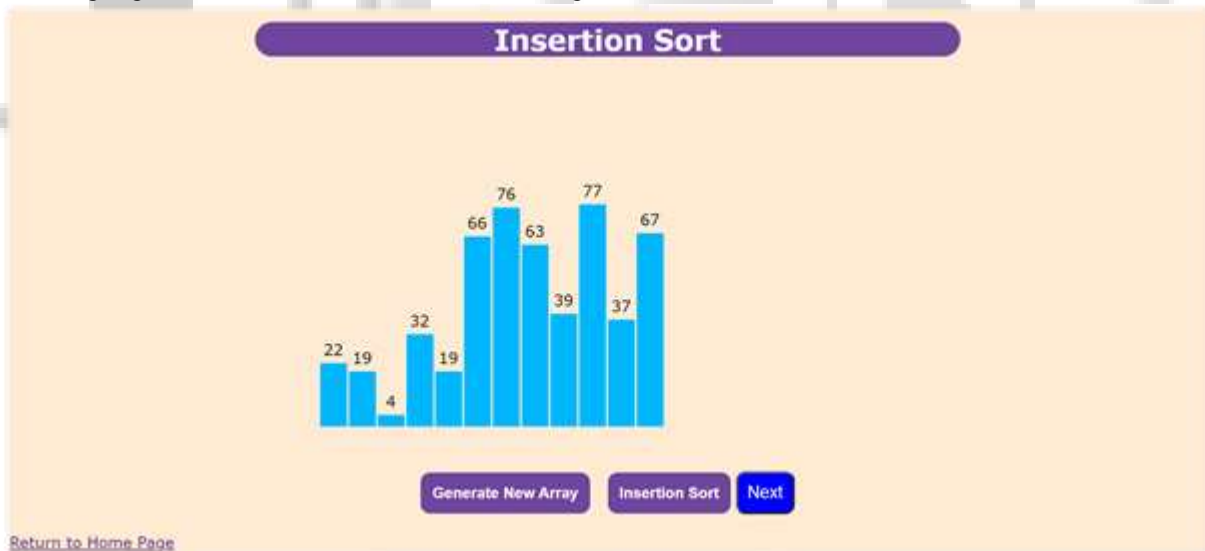 Insertion Sort
22 19 4 32 19 66 76 63 39 77 37 67
Generate New Array Insertion Sort Next
Return to Home Page